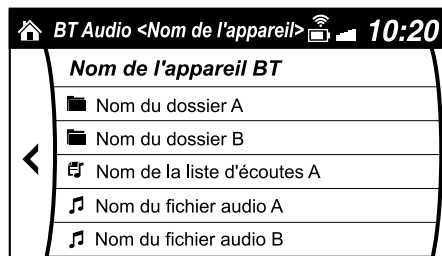 BT Audio <Nom de l'appareil> 10:20
Nom de l'appareil BT
Nom du dossier A
Nom du dossier B
Nom de la liste d'écoutes A
Nom du fichier audio A
Nom du fichier audio B